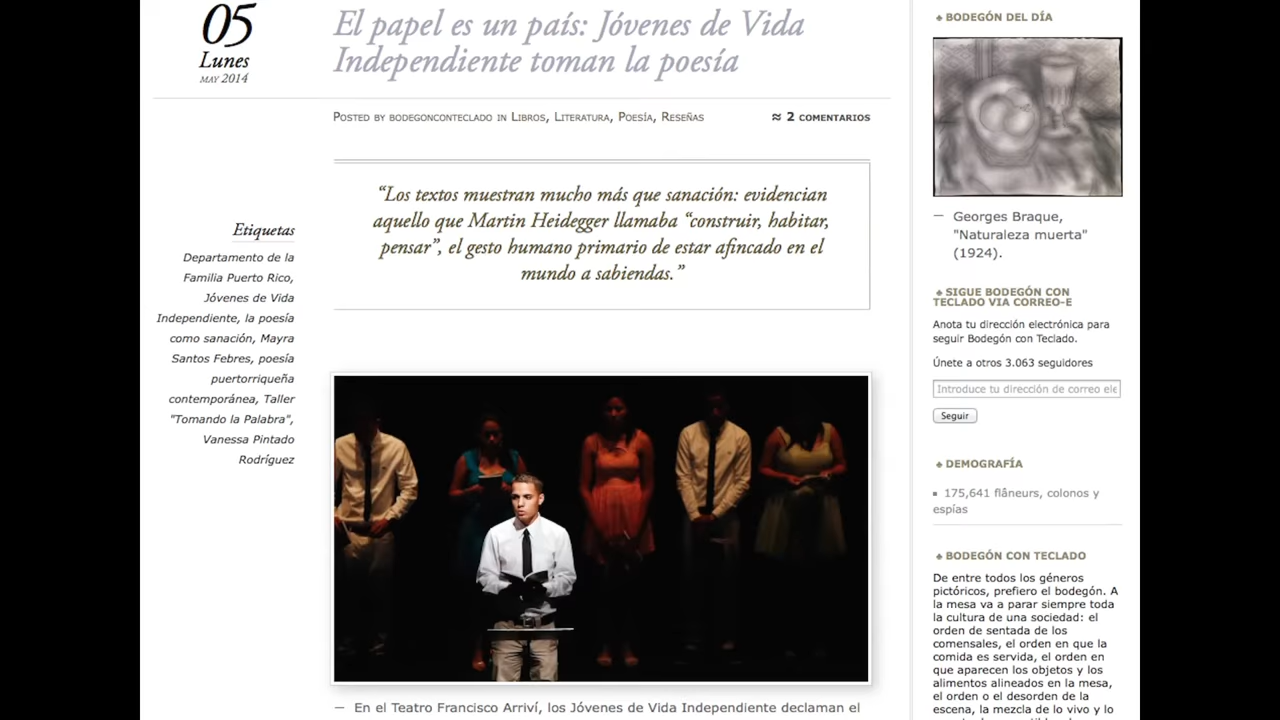 05
Lunes
MAY 2014
El papel es un país: Jóvenes de Vida
Independiente toman la poesía
POSTED BY BODEGONCONTECLADO IN LIBROS, LITERATURA, POESÍA, RESEÑAS
≈ 2 COMENTARIOS
“Los textos muestran mucho más que sanación: evidencian
aquello que Martin Heidegger llamaba “construir, habitar,
pensar”, el gesto humano primario de estar afincado en el
mundo a sabiendas.”
Etiquetas
Departamento de la
Familia Puerto Rico,
Jóvenes de Vida
Independiente, la poesía
como sanación, Mayra
Santos Febres, poesía
puertorriqueña
contemporánea, Taller
"Tomando la Palabra",
Vanessa Pintado
Rodríguez
— En el Teatro Francisco Arriví, los Jóvenes de Vida Independiente declaman el
♣ BODEGÓN DEL DÍA
— Georges Braque,
"Naturaleza muerta"
(1924).
♣ SIGUE BODEGÓN CON
TECLADO VIA CORREO-E
Anota tu dirección electrónica para
seguir Bodegón con Teclado.
Únete a otros 3.063 seguidores
Introduce tu dirección de correo ele
Seguir
♣ DEMOGRAFÍA
175,641 flâneurs, colonos y
espías
♣ BODEGÓN CON TECLADO
De entre todos los géneros
pictóricos, prefiero el bodegón. A
la mesa va a parar siempre toda
la cultura de una sociedad: el
orden de sentada de los
comensales, el orden en que la
comida es servida, el orden en
que aparecen los objetos y los
alimentos alineados en la mesa,
el orden o el desorden de la
escena, la mezcla de lo vivo y lo